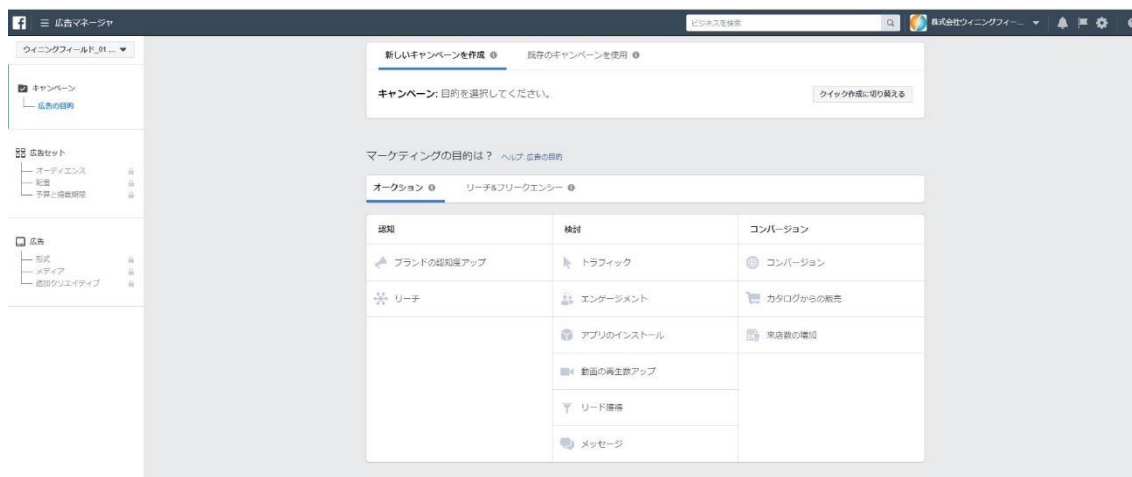 f
広告マネージャ
ビジネスを検索
株式会社ウィニングフィー...
ウィニングフィールド_01 ...
キャンペーン
広告の目的
広告セット
オーディエンス
配置
予算と掲載期間
広告
形式
メディア
追加クリエイティブ
新しいキャンペーンを作成
既存のキャンペーンを使用
キャンペーン: 目的を選択してください。
クイック作成に切り替える
マーケティングの目的は? ヘルプ: 広告の目的
オークション
リーチ&フリークエンシー
認知
検討
コンバージョン
ブランドの認知度アップ
トラフィック
コンバージョン
リーチ
エンゲージメント
カタログからの販売
アプリのインストール
来店数の増加
動画の再生数アップ
リード獲得
メッセージ